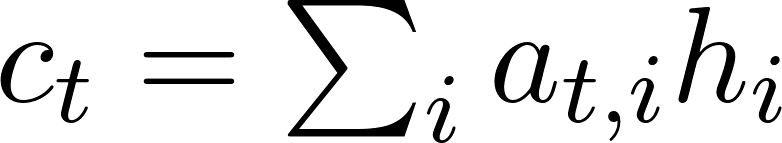 c_t = \sum_i a_{t,i} h_i